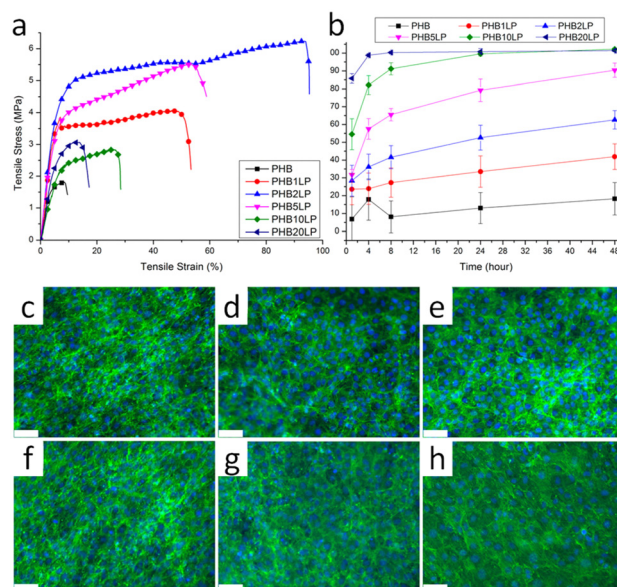 a
Tensile Stress (MPa)
6
5
4
3
2
1
0
0 10 20 30 40 50 60 70 80 90 100
Tensile Strain (%)
PHB
PHB1LP
PHB2LP
PHB5LP
PHB10LP
PHB20LP
b
PHB PHB1LP PHB2LP
PHB5LP PHB10LP PHB20LP
00
90
80
70
60
50
40
30
20
10
0
0 4 8 12 16 20 24 28 32 36 40 44 48
Time (hour)
c
d
e
f
g
h